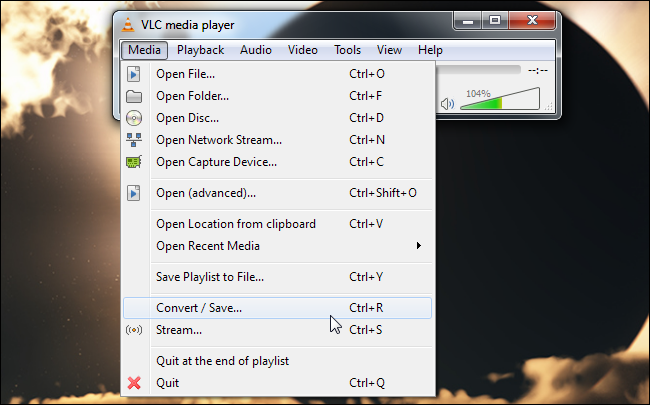 VLC media player
Media Playback Audio Video Tools View Help
--:--
104%
Open File... Ctrl+O
Open Folder... Ctrl+F
Open Disc... Ctrl+D
Open Network Stream... Ctrl+N
Open Capture Device... Ctrl+C
Open (advanced)... Ctrl+Shift+O
Open Location from clipboard Ctrl+V
Open Recent Media
Save Playlist to File... Ctrl+Y
Convert / Save... Ctrl+R
Stream... Ctrl+S
Quit at the end of playlist
Quit Ctrl+Q